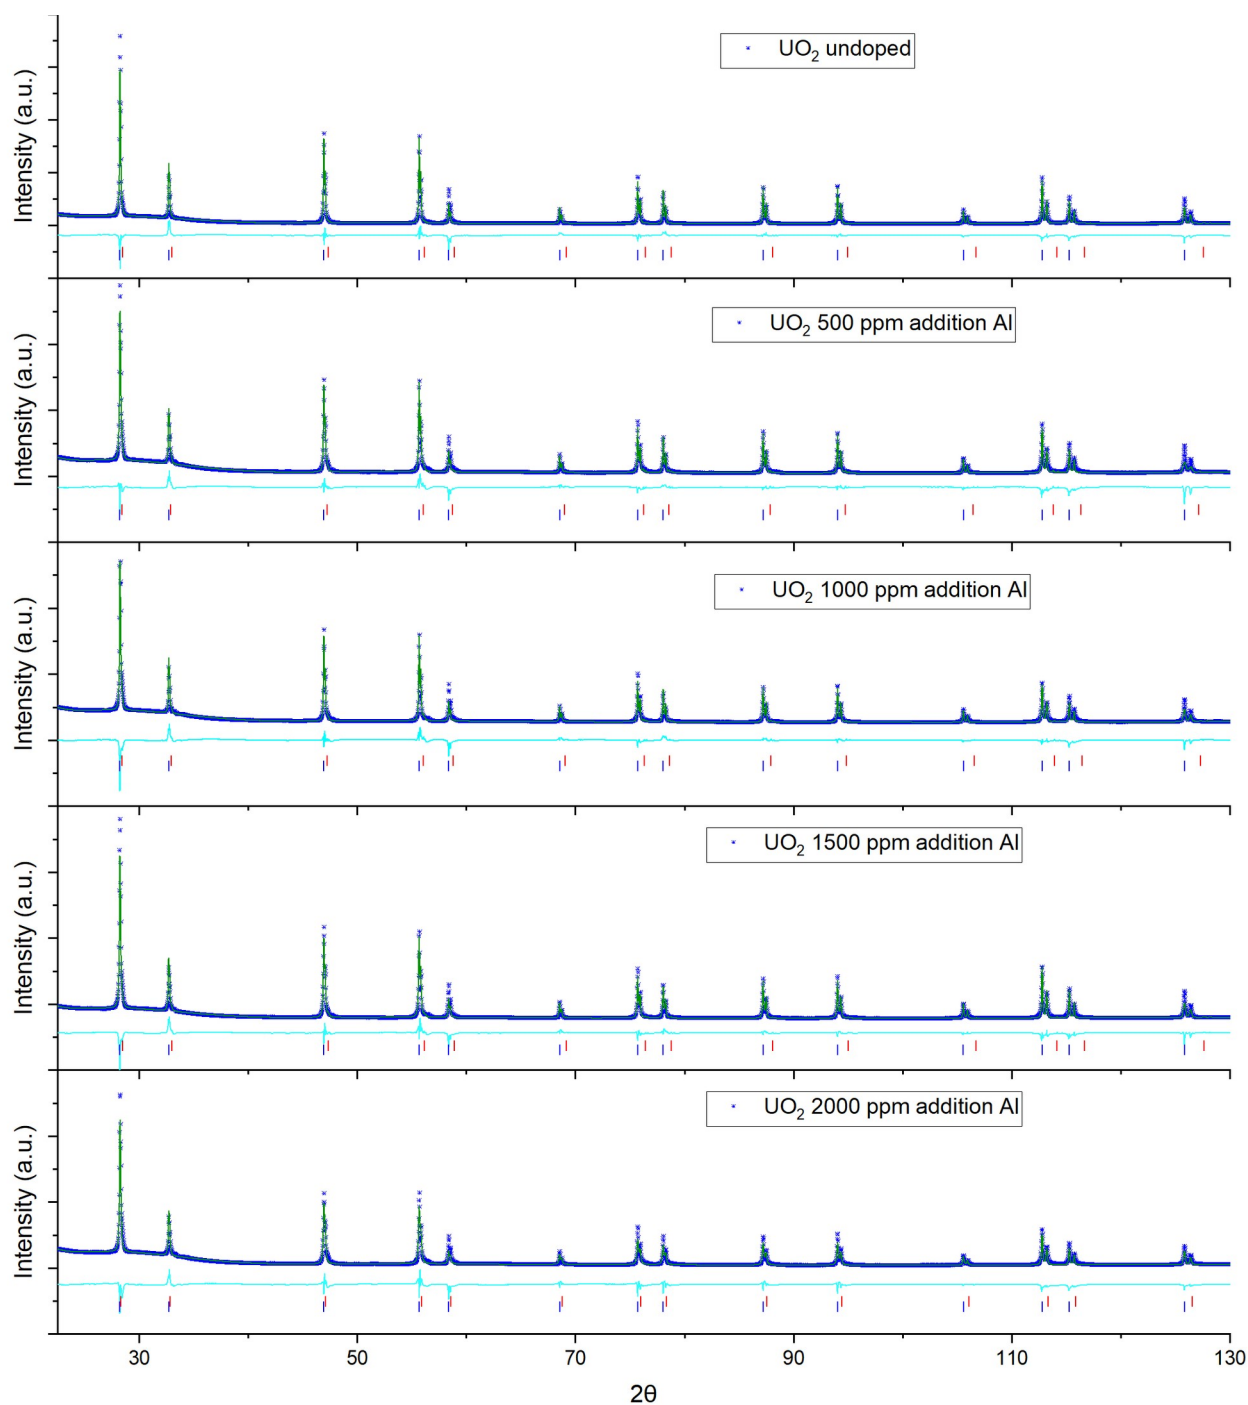 Intensity (a.u.)
UO₂ undoped
Intensity (a.u.)
UO₂ 500 ppm addition Al
Intensity (a.u.)
UO₂ 1000 ppm addition Al
Intensity (a.u.)
UO₂ 1500 ppm addition Al
Intensity (a.u.)
UO₂ 2000 ppm addition Al
30 50 70 90 110 130
2θ